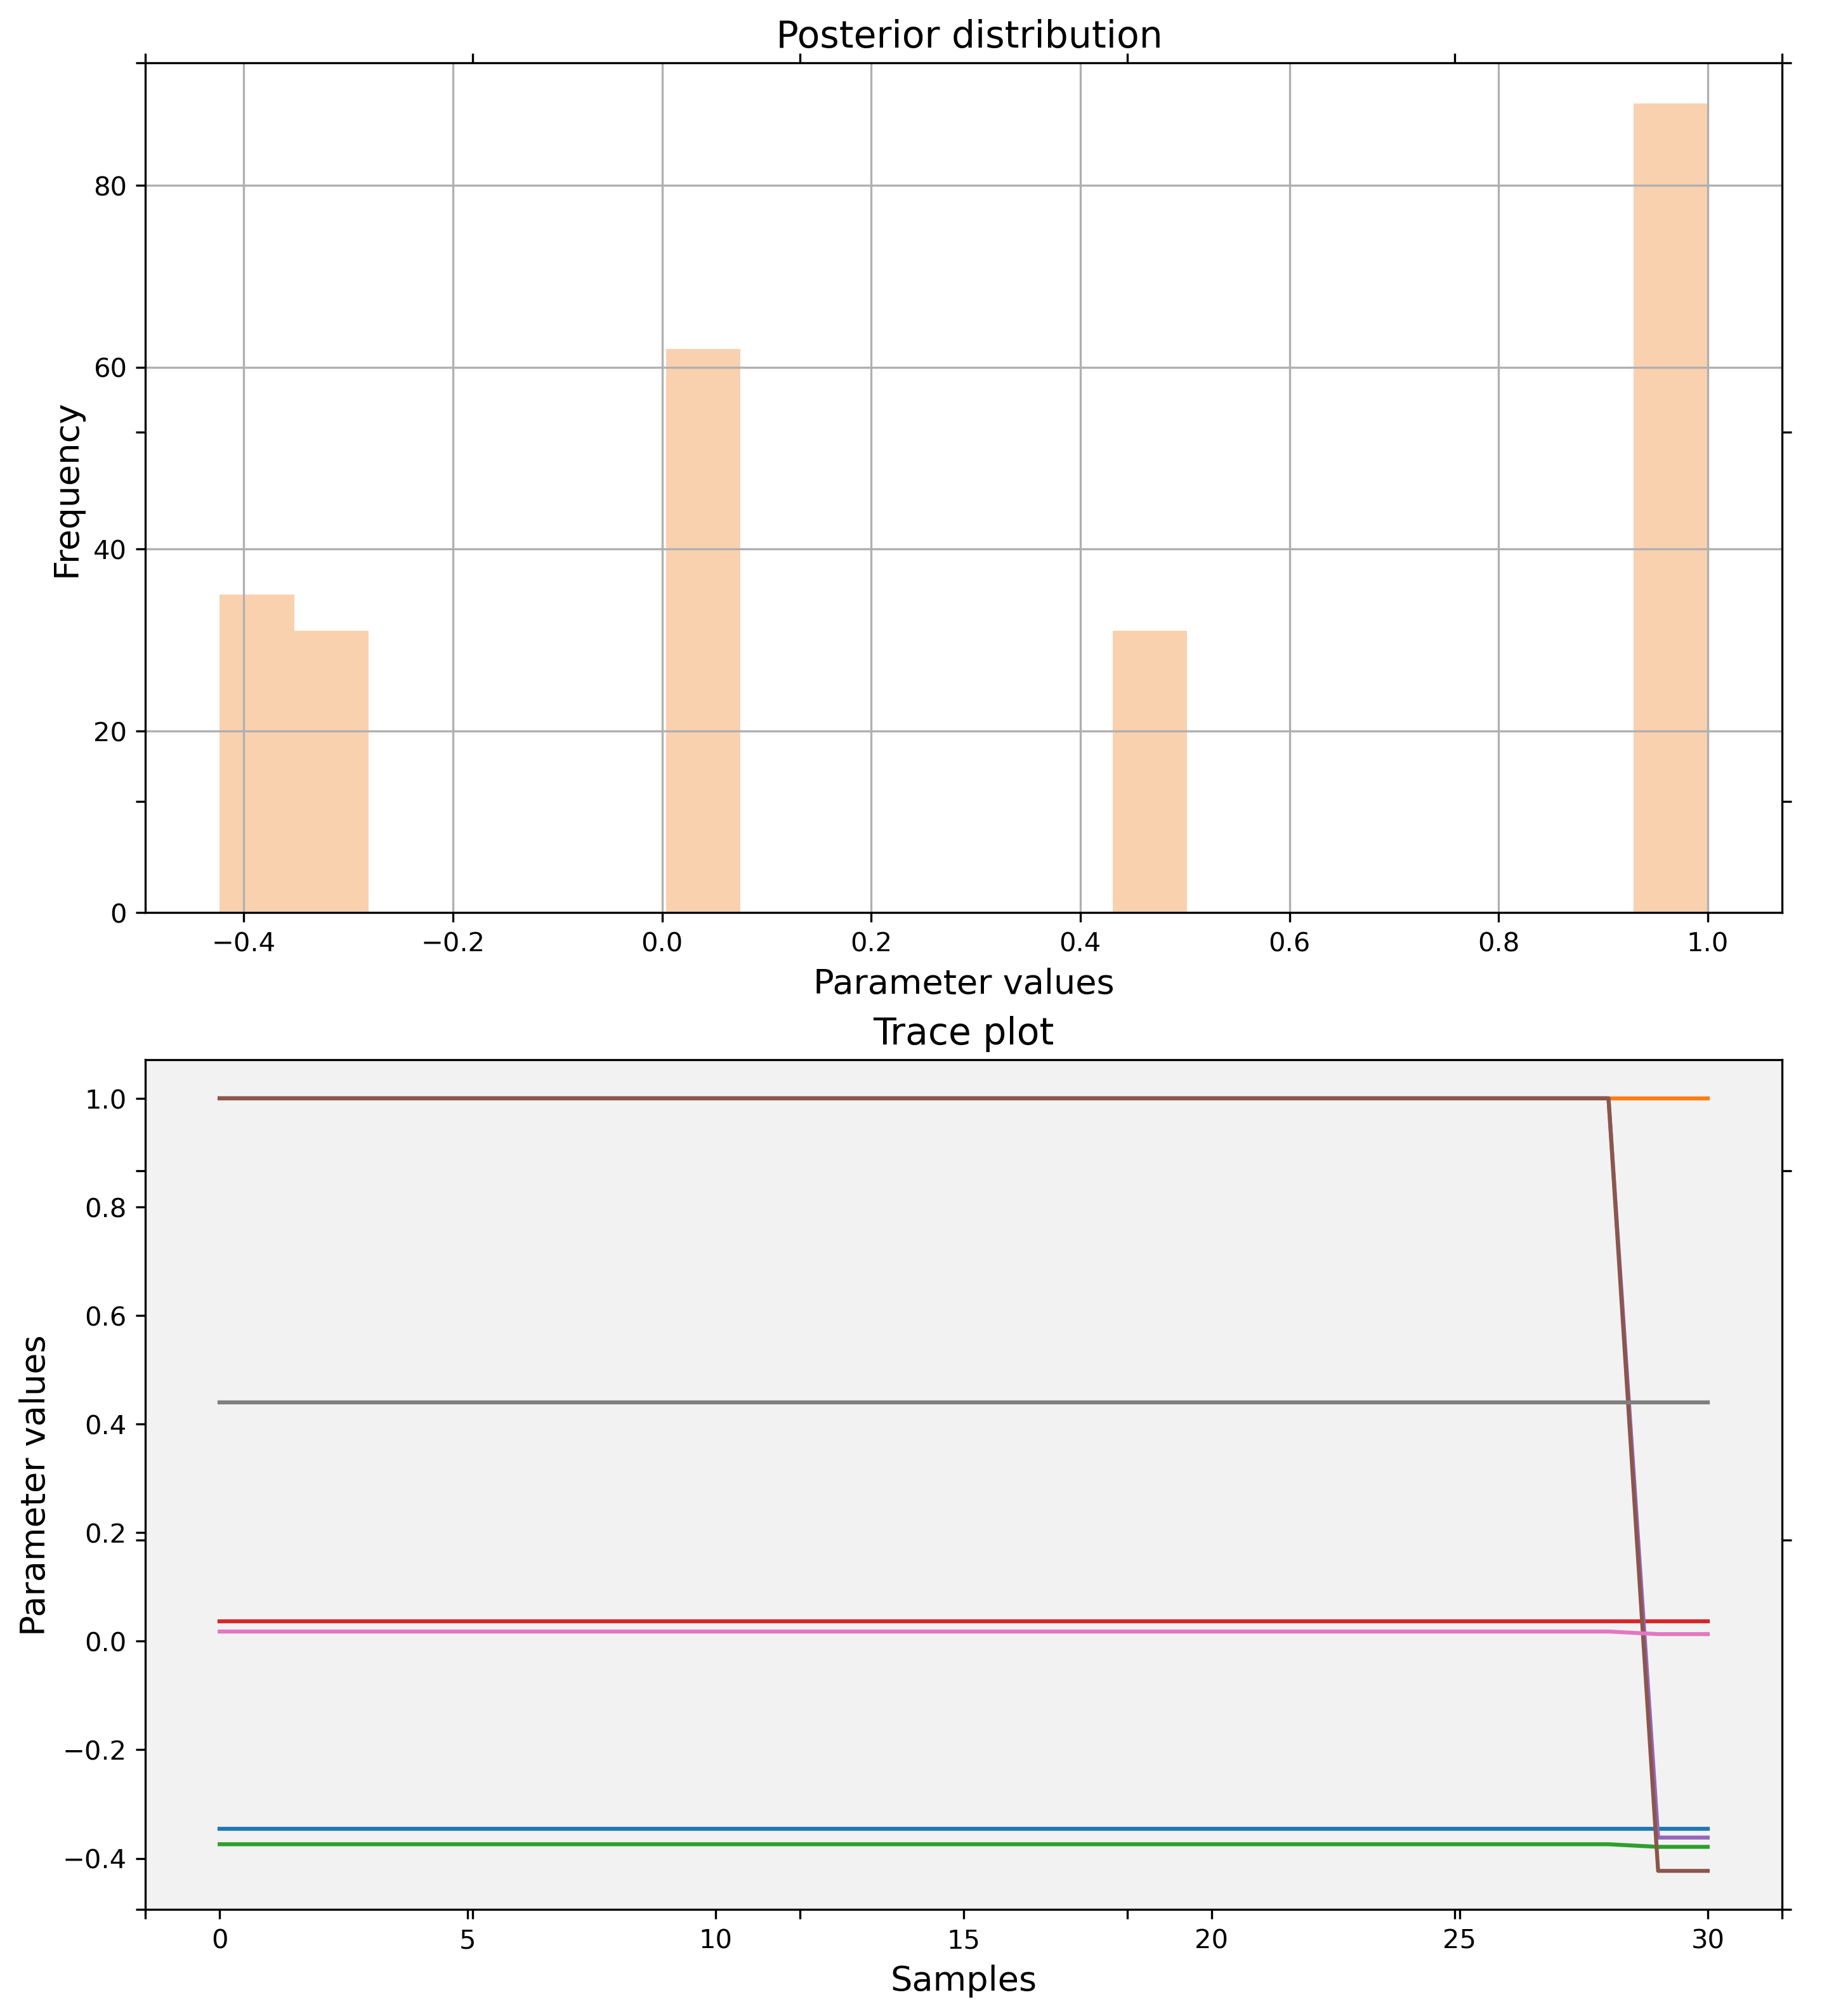 Posterior distribution
Frequency
80
60
40
20
0
−0.4 −0.2 0.0 0.2 0.4 0.6 0.8 1.0
Parameter values
Trace plot
Parameter values
1.0
0.8
0.6
0.4
0.2
0.0
−0.2
−0.4
0 5 10 15 20 25 30
Samples